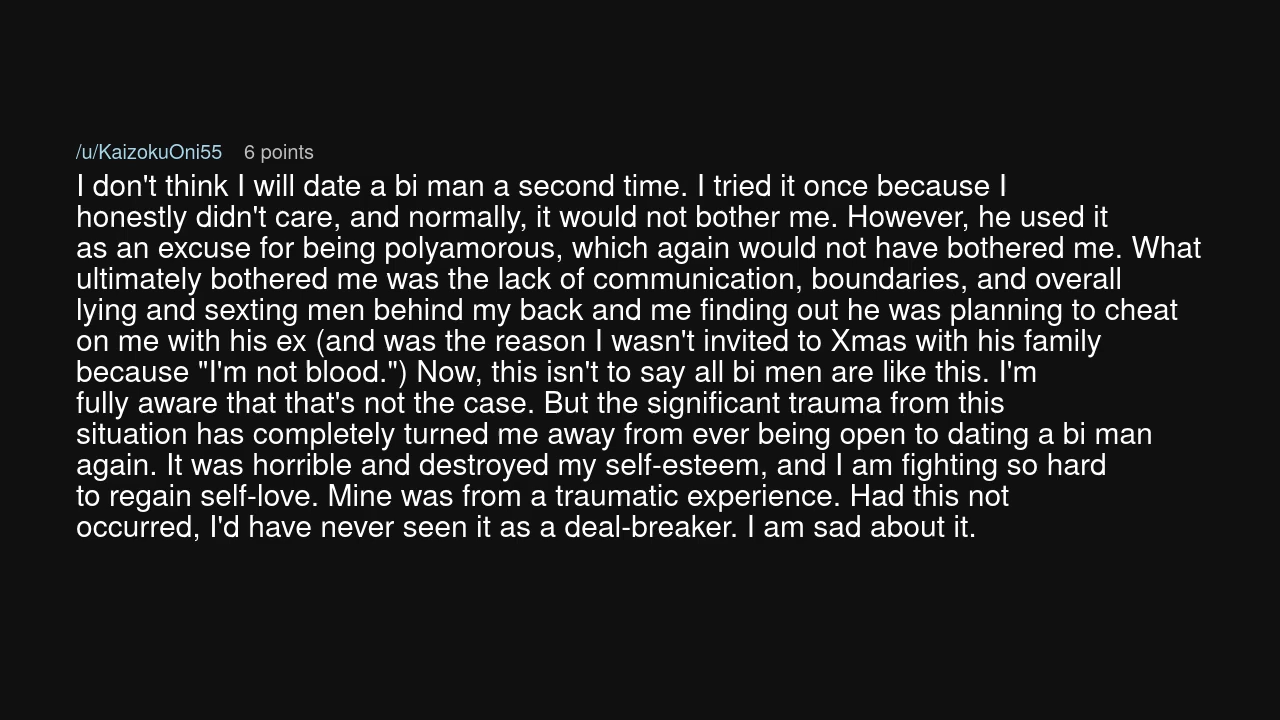 /u/KaizokuOni55 6 points
I don't think I will date a bi man a second time. I tried it once because I
honestly didn't care, and normally, it would not bother me. However, he used it
as an excuse for being polyamorous, which again would not have bothered me. What
ultimately bothered me was the lack of communication, boundaries, and overall
lying and sexting men behind my back and me finding out he was planning to cheat
on me with his ex (and was the reason I wasn't invited to Xmas with his family
because "I'm not blood.") Now, this isn't to say all bi men are like this. I'm
fully aware that that's not the case. But the significant trauma from this
situation has completely turned me away from ever being open to dating a bi man
again. It was horrible and destroyed my self-esteem, and I am fighting so hard
to regain self-love. Mine was from a traumatic experience. Had this not
occurred, I'd have never seen it as a deal-breaker. I am sad about it.